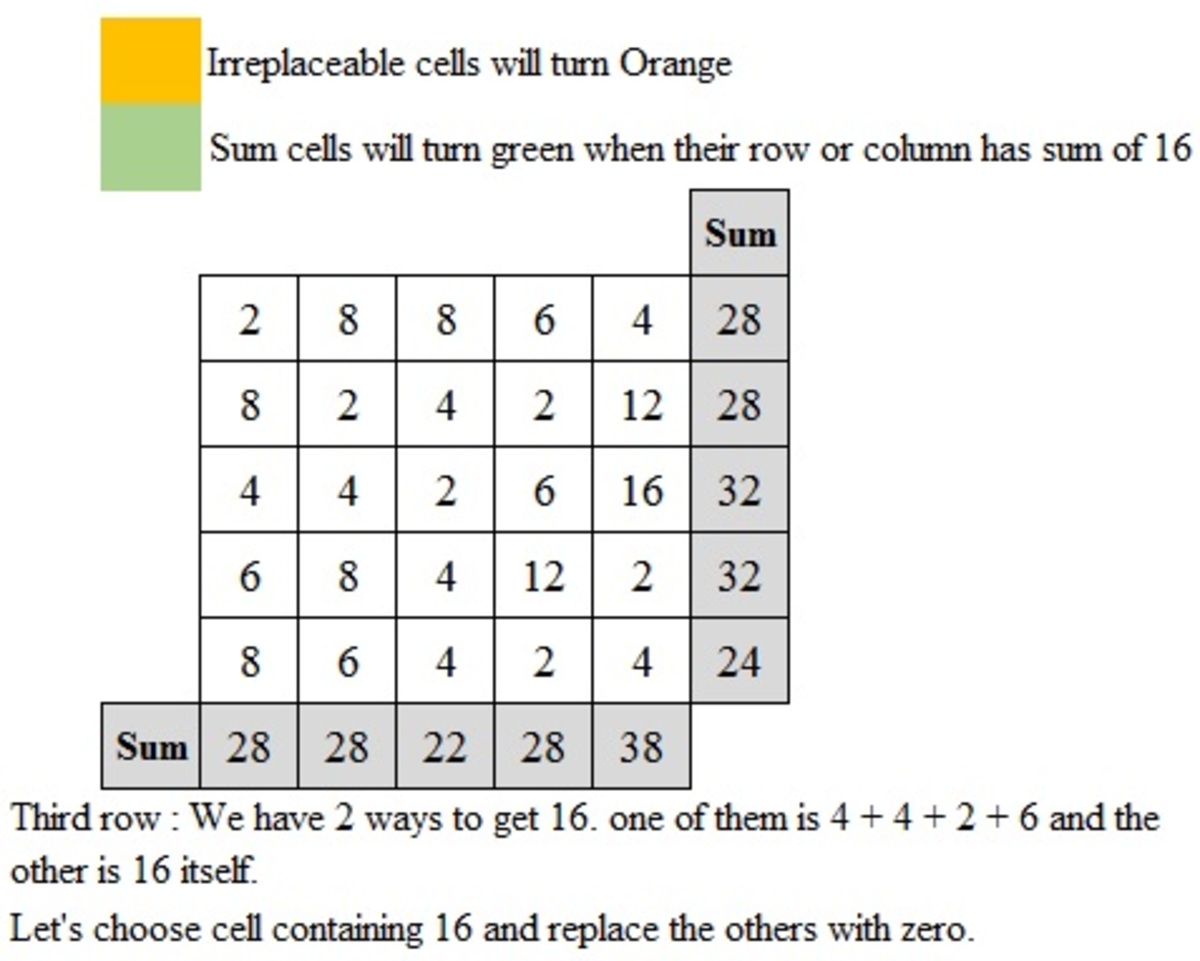 Irreplaceable cells will turn Orange
Sum cells will turn green when their row or column has sum of 16
Sum
2 8 8 6 4 28
8 2 4 2 12 28
4 4 2 6 16 32
6 8 4 12 2 32
8 6 4 2 4 24
Sum 28 28 22 28 38
Third row : We have 2 ways to get 16. one of them is 4 + 4 + 2 + 6 and the
other is 16 itself.
Let's choose cell containing 16 and replace the others with zero.